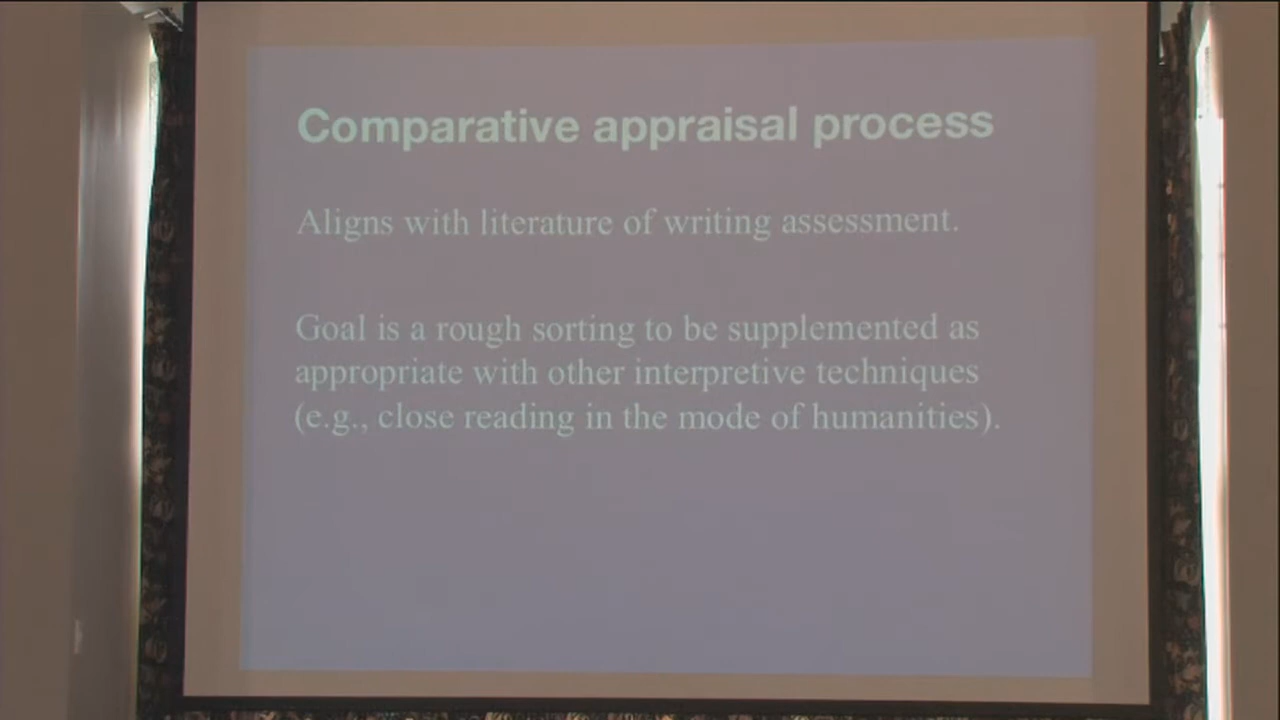 Comparative appraisal process
Aligns with literature of writing assessment.
Goal is a rough sorting to be supplemented as
appropriate with other interpretive techniques
(e.g., close reading in the mode of humanities).